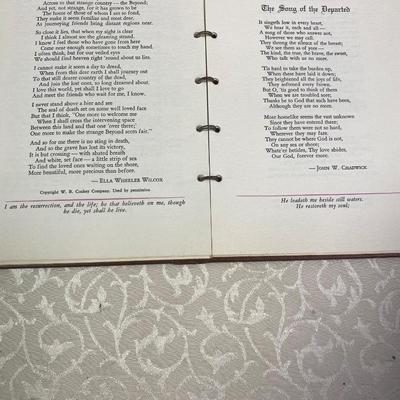 Across to that strange country — the Beyond;
And yet, not strange, for it has grown to be
The home of those of whom I am so fond,
They make it seem familiar and most dear,
As journeying friends bring distant regions near.
So close it lies, that when my sight is clear
I think I almost see the gleaming strand.
I know I feel those who have gone from here
Come near enough sometimes to touch my hand.
I often think, but for our veiled eyes
We should find heaven right 'round about us lies.
I cannot make it seem a day to dread,
When from this dear earth I shall journey out
To that still dearer country of the dead,
And join the lost ones, so long dreamed about.
I love this world, yet shall I love to go
And meet the friends who wait for me, I know.
I never stand above a bier and see
The seal of death set on some well loved face
But that I think, "One more to welcome me
When I shall cross the intervening space
Between this land and that one 'over there;'
One more to make the strange Beyond seem fair."
And so for me there is no sting in death,
And so the grave has lost its victory,
It is but crossing — with abated breath
And white, set face — a little strip of sea
To find the loved ones waiting on the shore,
More beautiful, more precious than before.
— Ella Wheeler Wilcox
Copyright W. B. Conkey Company. Used by permission
I am the resurrection, and the life; he that believeth on me, though
he die, yet shall he live.
The Song of the Departed
It singeth low in every heart,
We hear it, each and all —
A song of those who answer not,
However we may call.
They throng the silence of the breast;
We see them as of yore —
The kind, the true, the brave, the sweet,
Who talk with us no more.
'Tis hard to take the burden up,
When these have laid it down;
They brightened all the joy of life,
They softened every frown.
But O, 'tis good to think of them
When we are troubled sore;
Thanks be to God that such have been,
Although they are no more.
More homelike seems the vast unknown
Since they have entered there;
To follow them were not so hard,
Wherever they may fare.
They cannot be where God is not,
On any sea or shore;
Whate'er betides, Thy love abides,
Our God, forever more.
— John W. Chadwick
He leadeth me beside still waters.
He restoreth my soul;